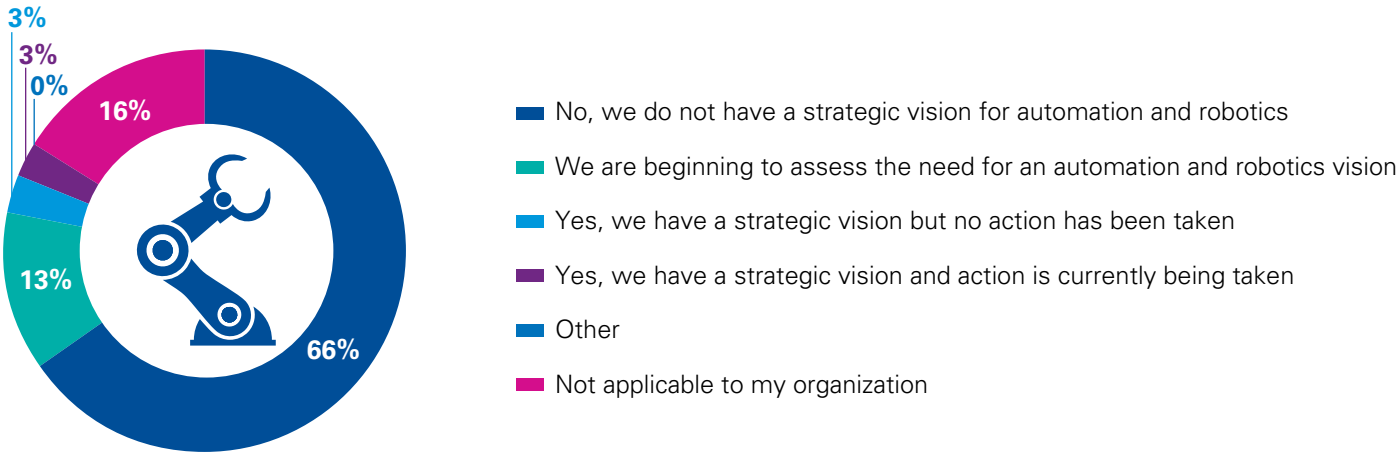 3%
3%
0%
16%
13%
66%
No, we do not have a strategic vision for automation and robotics
We are beginning to assess the need for an automation and robotics vision
Yes, we have a strategic vision but no action has been taken
Yes, we have a strategic vision and action is currently being taken
Other
Not applicable to my organization